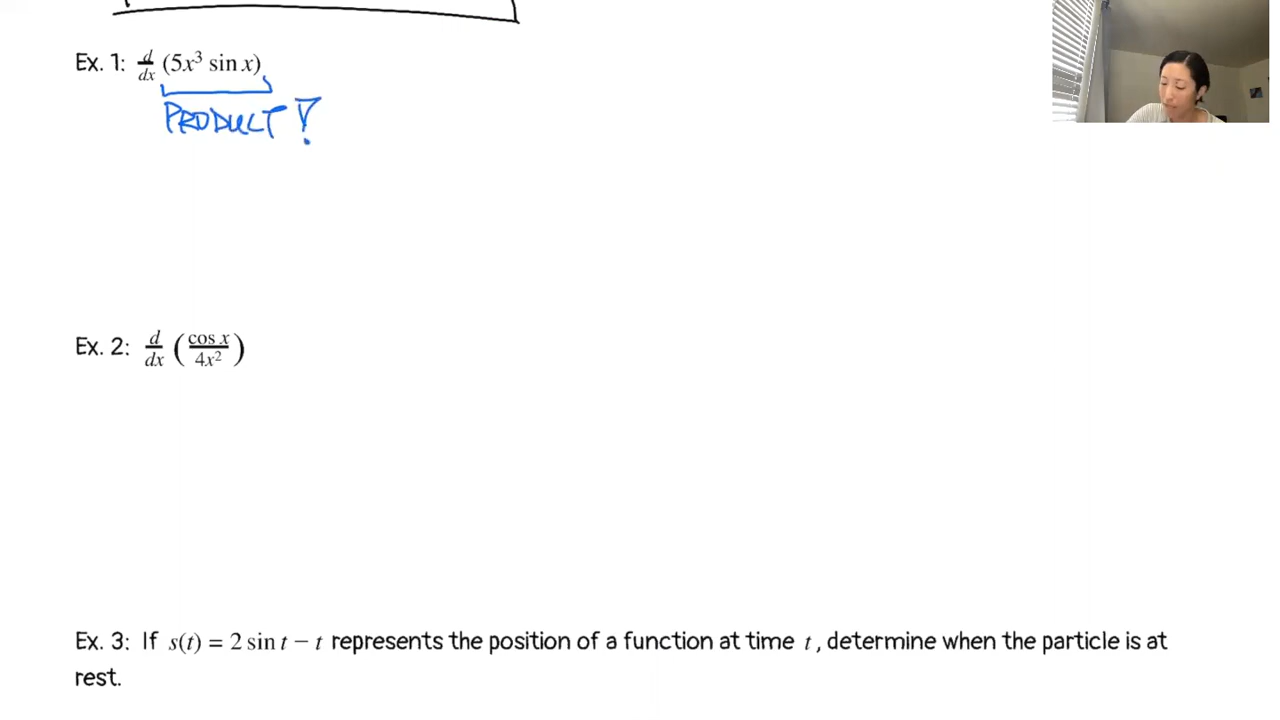 Ex. 1: d/dx (5x³ sin x)
PRODUCT!
Ex. 2: d/dx (cos x / 4x²)
Ex. 3: If s(t) = 2 sin t − t represents the position of a function at time t, determine when the particle is at
rest.